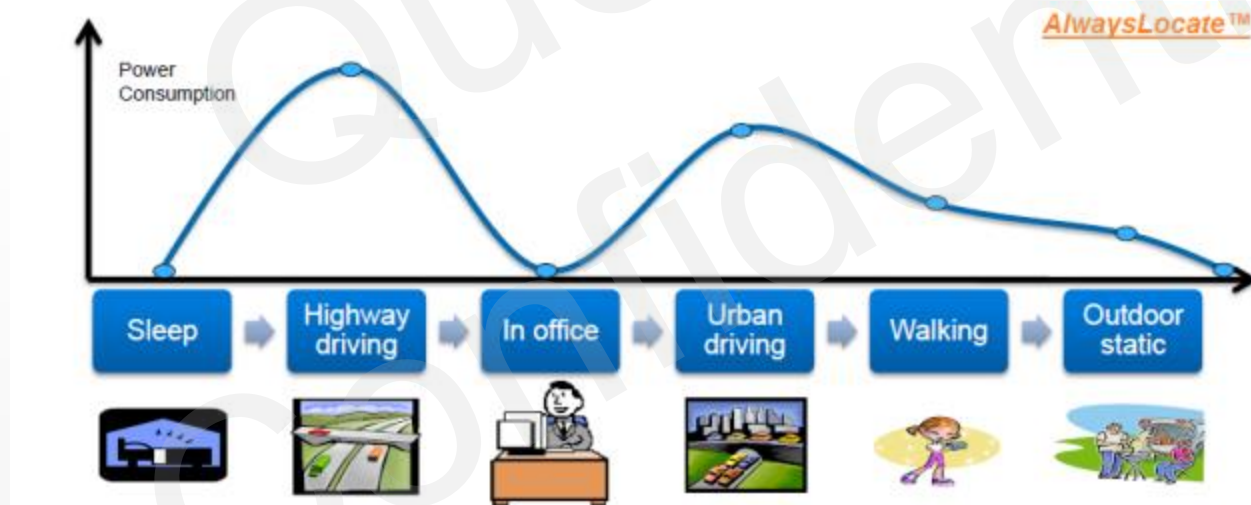 AlwaysLocate™
Power
Consumption
Sleep
Highway
driving
In office
Urban
driving
Walking
Outdoor
static